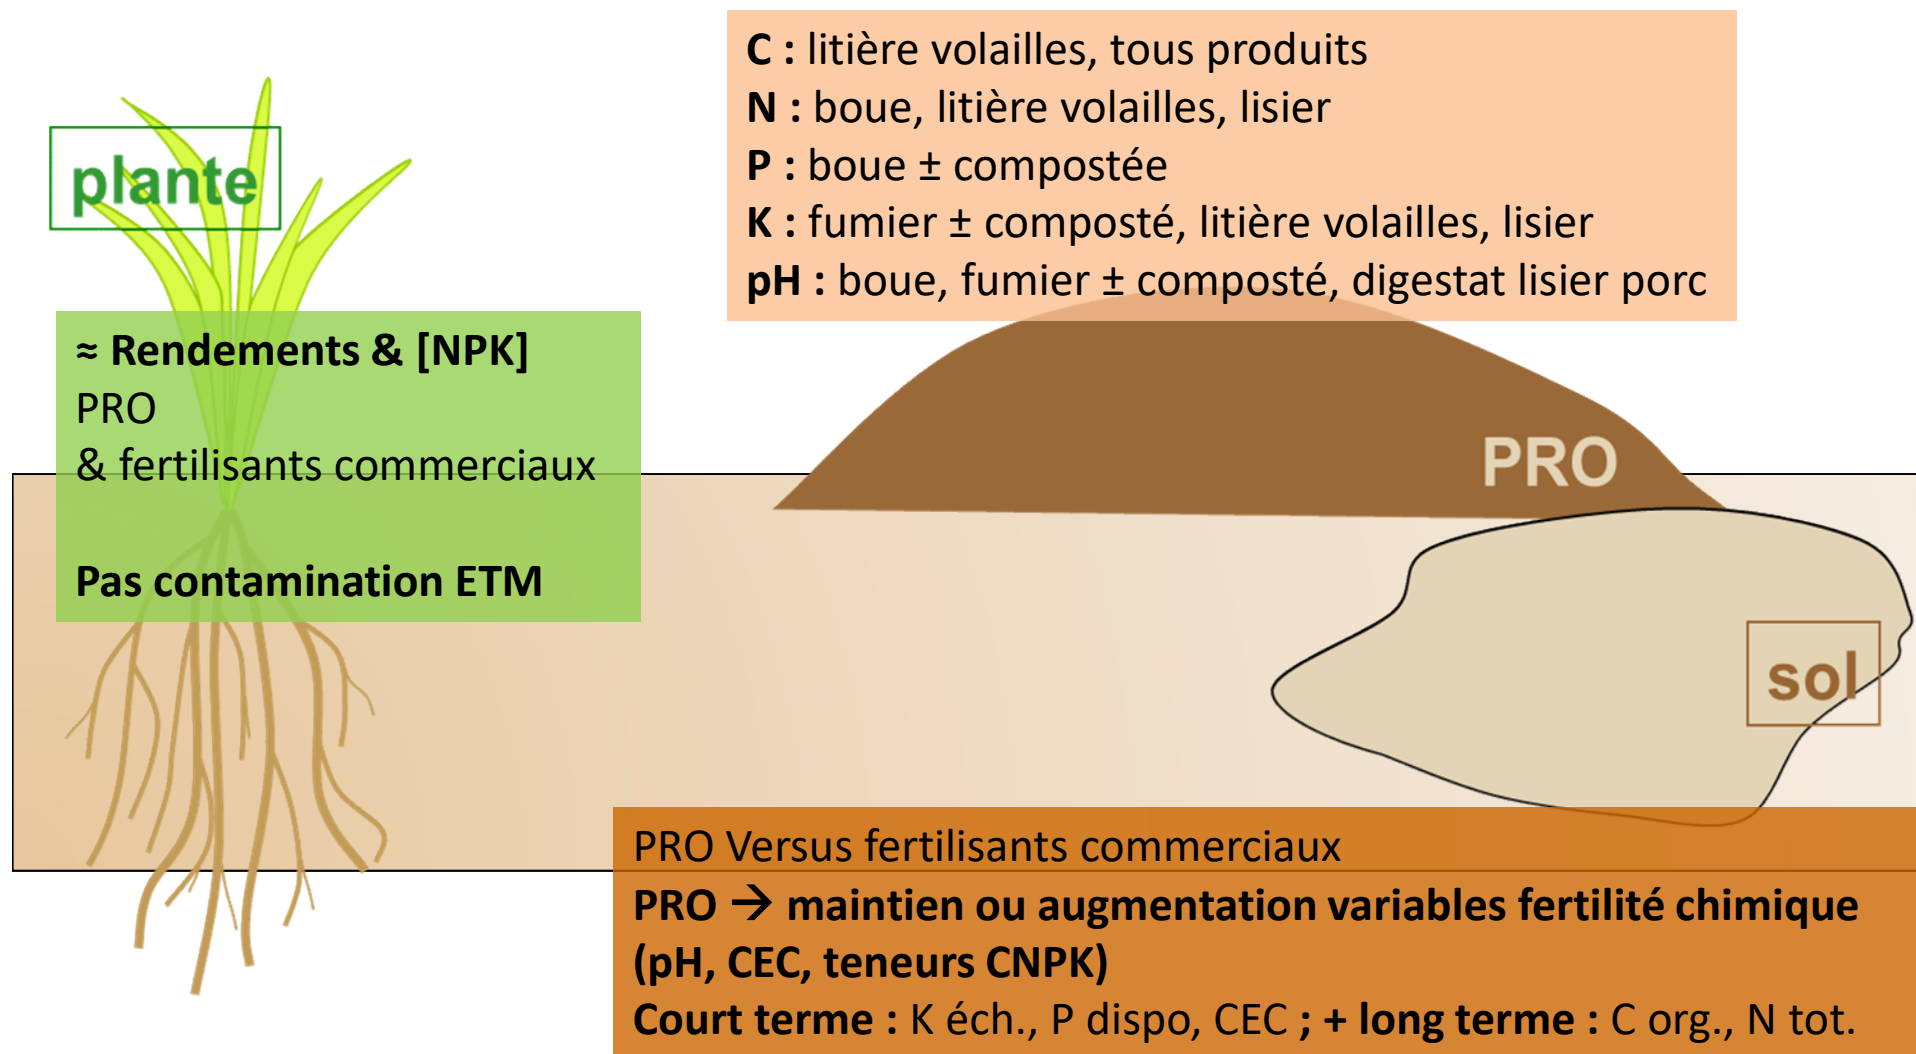 C : litière volailles, tous produits
N : boue, litière volailles, lisier
P : boue ± compostée
K : fumier ± composté, litière volailles, lisier
pH : boue, fumier ± composté, digestat lisier porc
plante
≈ Rendements & [NPK]
PRO
& fertilisants commerciaux
Pas contamination ETM
PRO
sol
PRO Versus fertilisants commerciaux
PRO → maintien ou augmentation variables fertilité chimique
(pH, CEC, teneurs CNPK)
Court terme : K éch., P dispo, CEC ; + long terme : C org., N tot.